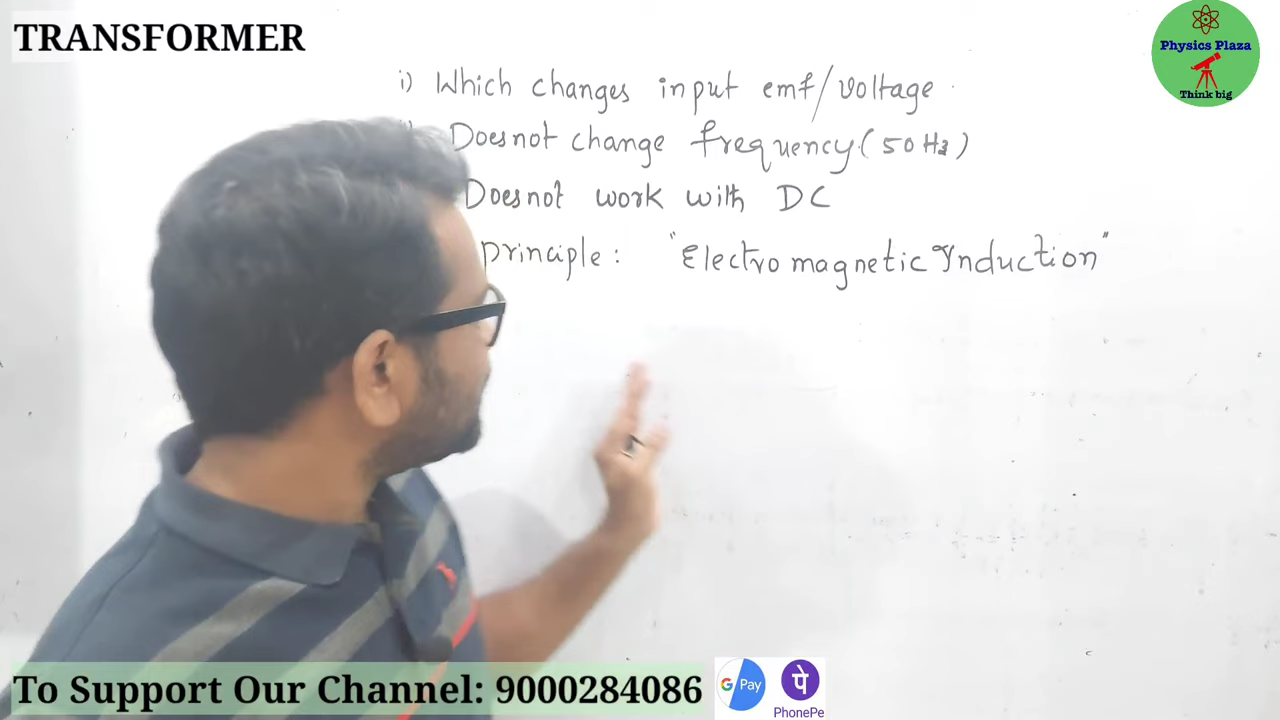 TRANSFORMER
Physics Plaza
Think big
i) Which changes input emf/voltage
Doesnot change frequency (50 Hz)
Doesnot work with DC
principle: "Electromagnetic Induction"
To Support Our Channel: 9000284086
G Pay
पे
PhonePe